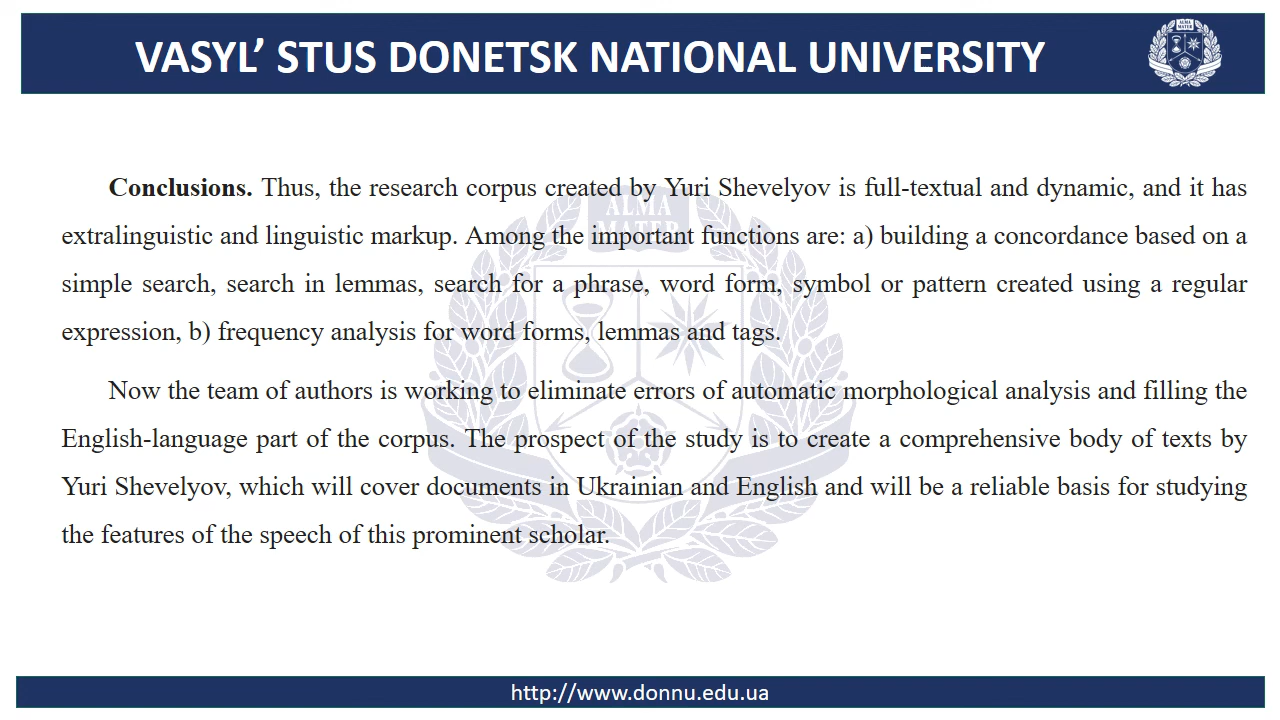 VASYL’ STUS DONETSK NATIONAL UNIVERSITY
ALMA
MATER
Conclusions. Thus, the research corpus created by Yuri Shevelyov is full-textual and dynamic, and it has
extralinguistic and linguistic markup. Among the important functions are: a) building a concordance based on a
simple search, search in lemmas, search for a phrase, word form, symbol or pattern created using a regular
expression, b) frequency analysis for word forms, lemmas and tags.
Now the team of authors is working to eliminate errors of automatic morphological analysis and filling the
English-language part of the corpus. The prospect of the study is to create a comprehensive body of texts by
Yuri Shevelyov, which will cover documents in Ukrainian and English and will be a reliable basis for studying
the features of the speech of this prominent scholar.
ALMA
MATER
http://www.donnu.edu.ua